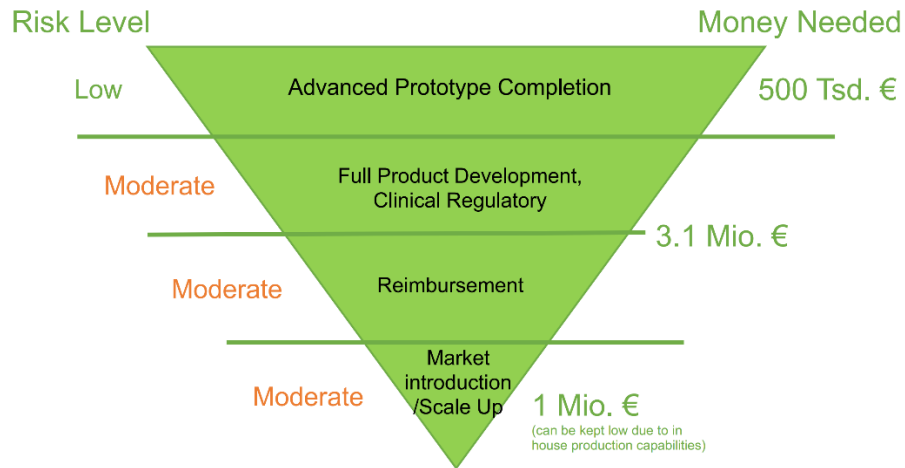 Risk Level
Money Needed
Low
Advanced Prototype Completion
500 Tsd. €
Moderate
Full Product Development,
Clinical Regulatory
3.1 Mio. €
Moderate
Reimbursement
Moderate
Market
introduction
/Scale Up
1 Mio. €
(can be kept low due to in
house production capabilities)